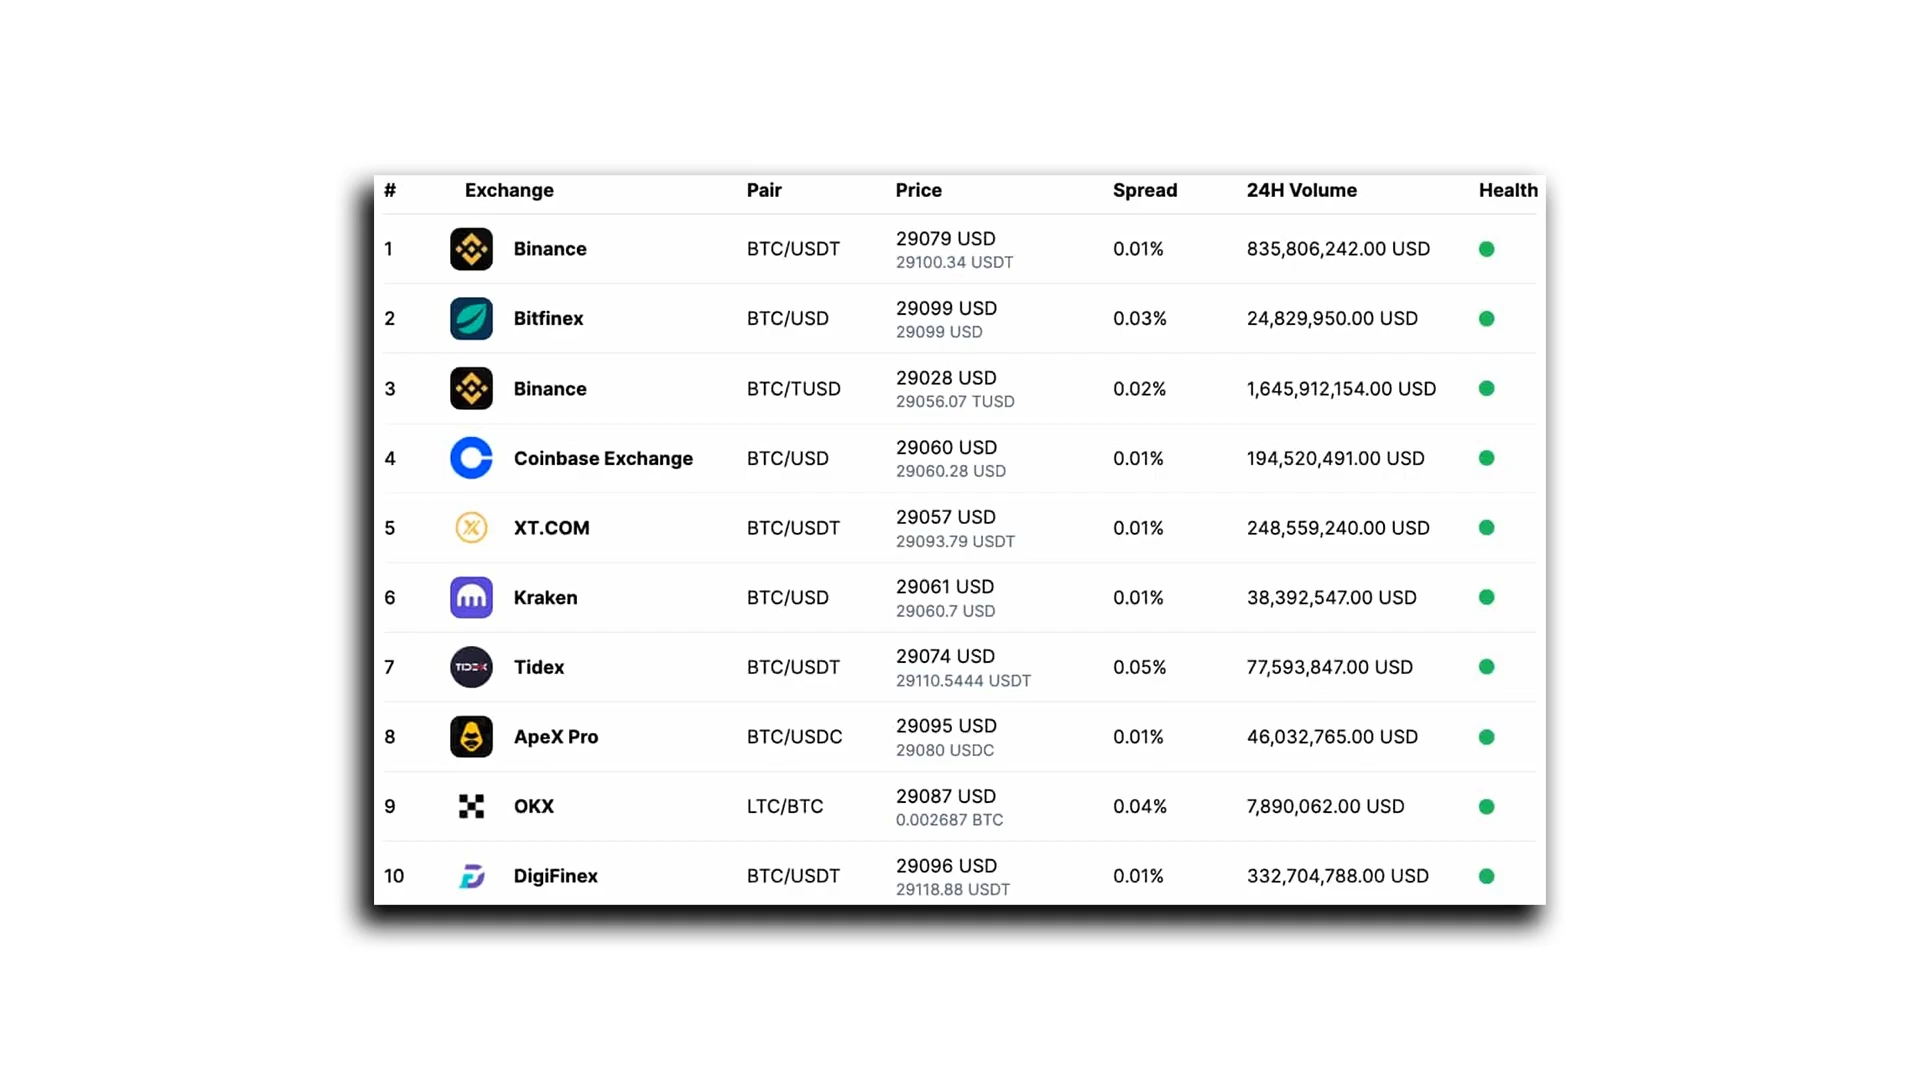 # Exchange Pair Price Spread 24H Volume Health
1 Binance BTC/USDT 29079 USD 0.01% 835,806,242.00 USD
29100.34 USDT
2 Bitfinex BTC/USD 29099 USD 0.03% 24,829,950.00 USD
29099 USD
3 Binance BTC/TUSD 29028 USD 0.02% 1,645,912,154.00 USD
29056.07 TUSD
4 Coinbase Exchange BTC/USD 29060 USD 0.01% 194,520,491.00 USD
29060.28 USD
5 XT.COM BTC/USDT 29057 USD 0.01% 248,559,240.00 USD
29093.79 USDT
6 Kraken BTC/USD 29061 USD 0.01% 38,392,547.00 USD
29060.7 USD
7 TIDEX Tidex BTC/USDT 29074 USD 0.05% 77,593,847.00 USD
29110.5444 USDT
8 ApeX Pro BTC/USDC 29095 USD 0.01% 46,032,765.00 USD
29080 USDC
9 OKX LTC/BTC 29087 USD 0.04% 7,890,062.00 USD
0.002687 BTC
10 DigiFinex BTC/USDT 29096 USD 0.01% 332,704,788.00 USD
29118.88 USDT